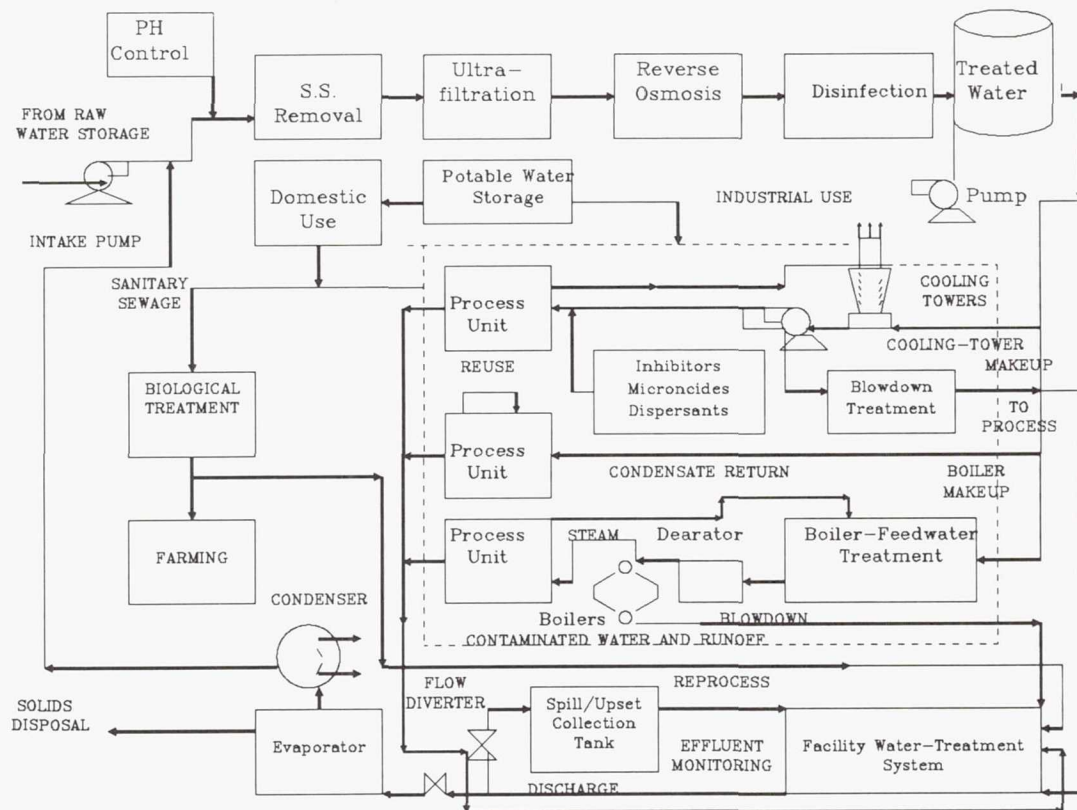 PH
Control
S.S.
Removal
Ultra-
filtration
Reverse
Osmosis
Disinfection
Treated
Water
FROM RAW
WATER STORAGE
INTAKE PUMP
Domestic
Use
Potable Water
Storage
INDUSTRIAL USE
Pump
SANITARY
SEWAGE
Process
Unit
COOLING
TOWERS
COOLING-TOWER
MAKEUP
REUSE
Inhibitors
Microncides
Dispersants
Blowdown
Treatment
TO
PROCESS
BIOLOGICAL
TREATMENT
Process
Unit
CONDENSATE RETURN
BOILER
MAKEUP
FARMING
Process
Unit
STEAM
Dearator
Boiler-Feedwater
Treatment
CONDENSER
Boilers
BLOWDOWN
CONTAMINATED WATER AND RUNOFF
REPROCESS
SOLIDS
DISPOSAL
FLOW
DIVERTER
Evaporator
Spill/Upset
Collection
Tank
EFFLUENT
MONITORING
Facility Water-Treatment
System
DISCHARGE